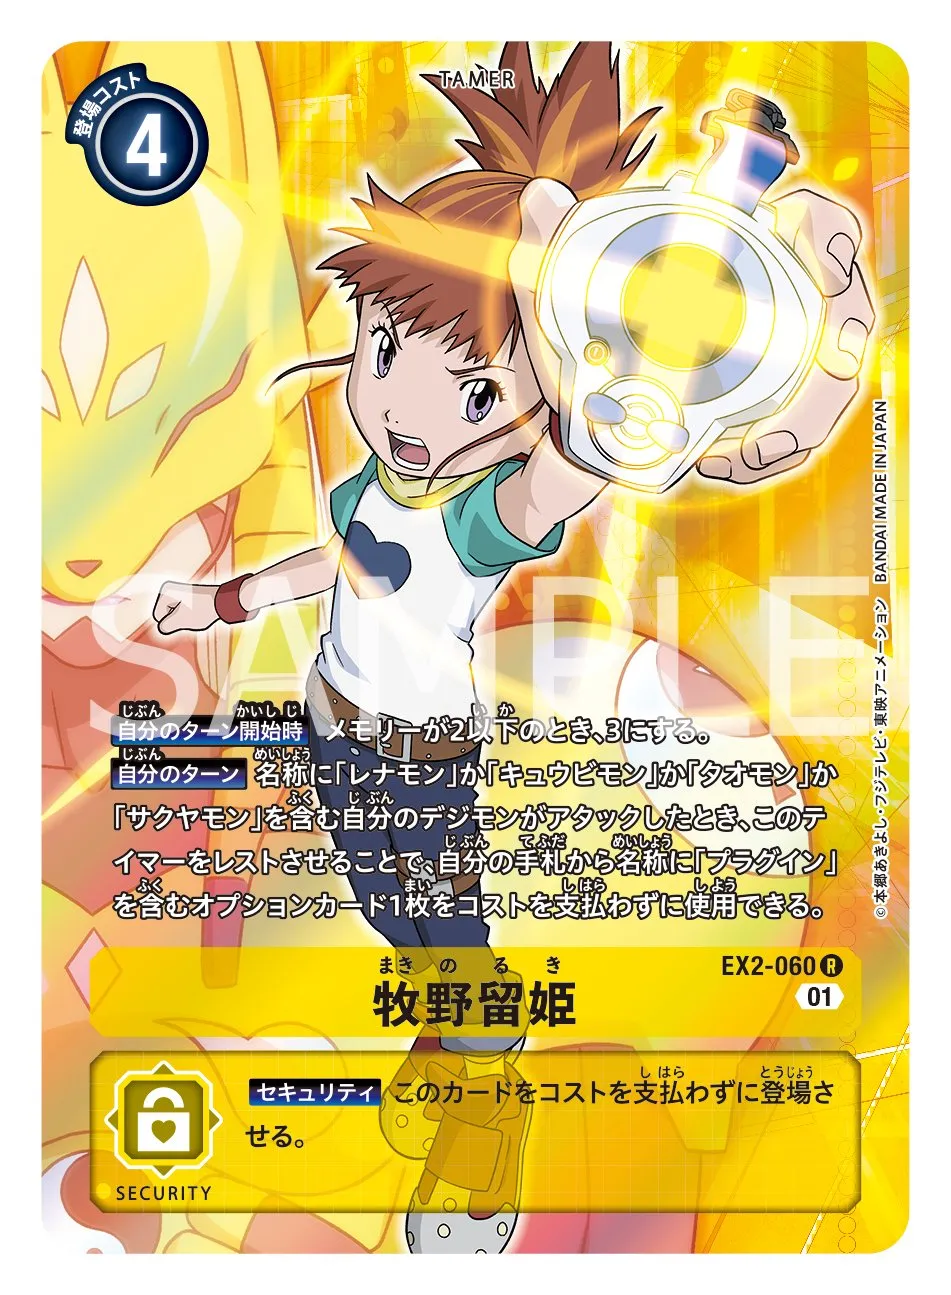 TAMER
登場コスト
4
自分のターン開始時 メモリーが2以下のとき、3にする。
自分のターン 名称に「レナモン」か「キュウビモン」か「タオモン」か
「サクヤモン」を含む自分のデジモンがアタックしたとき、このテ
イマーをレストさせることで、自分の手札から名称に「プラグイン」
を含むオプションカード1枚をコストを支払わずに使用できる。
SAMPLE
©本郷あきよし・フジテレビ・東映アニメーション BANDAI MADE IN JAPAN
EX2-060 R
01
まきのるき
牧野留姫
セキュリティ このカードをコストを支払わずに登場さ
せる。
SECURITY